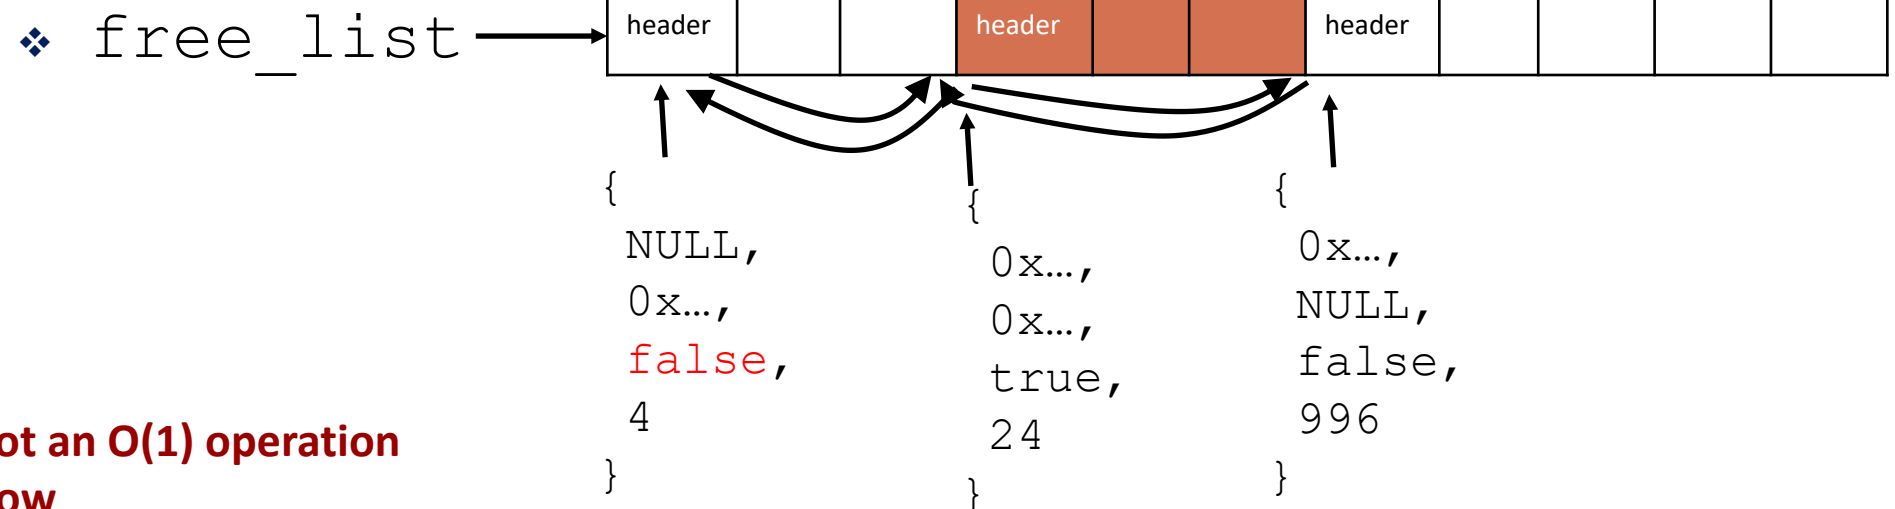 ❖ free_list
header header header
{
NULL,
0x…,
false,
4
}
{
0x…,
0x…,
true,
24
}
{
0x…,
NULL,
false,
996
}
ot an O(1) operation
ow